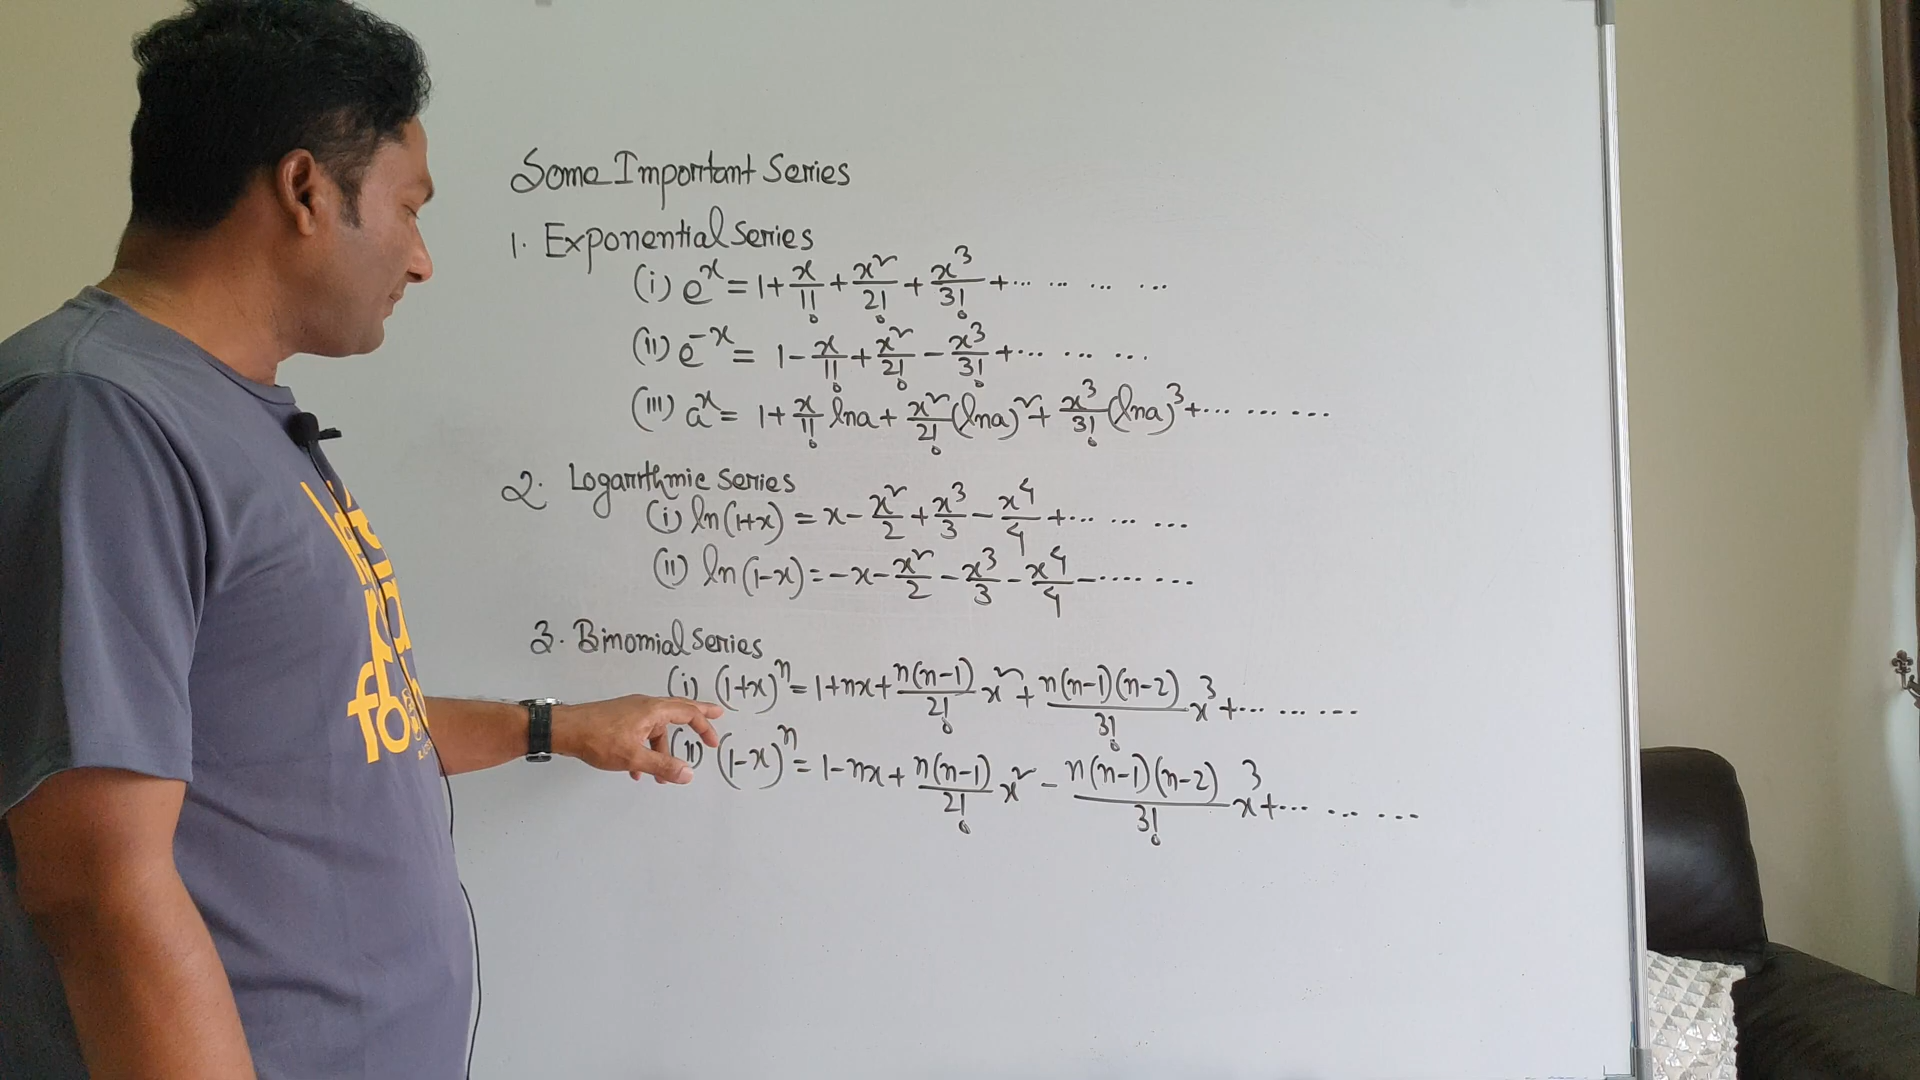 Some Important Series
1. Exponential Series
(i) e^x = 1 + x/1! + x²/2! + x³/3! + ... ... ... ...
(ii) e^-x = 1 - x/1! + x²/2! - x³/3! + ... ... ...
(iii) a^x = 1 + x/1! lna + x²/2! (lna)² + x³/3! (lna)³ + ... ... ...
2. Logarithmic Series
(i) ln(1+x) = x - x²/2 + x³/3 - x⁴/4 + ... ... ...
(ii) ln(1-x) = -x - x²/2 - x³/3 - x⁴/4 - .... ...
3. Binomial Series
(i) (1+x)^n = 1 + nx + n(n-1)/2! x² + n(n-1)(n-2)/3! x³ + ... ... ...
(ii) (1-x)^n = 1 - nx + n(n-1)/2! x² - n(n-1)(n-2)/3! x³ + ... ... ...